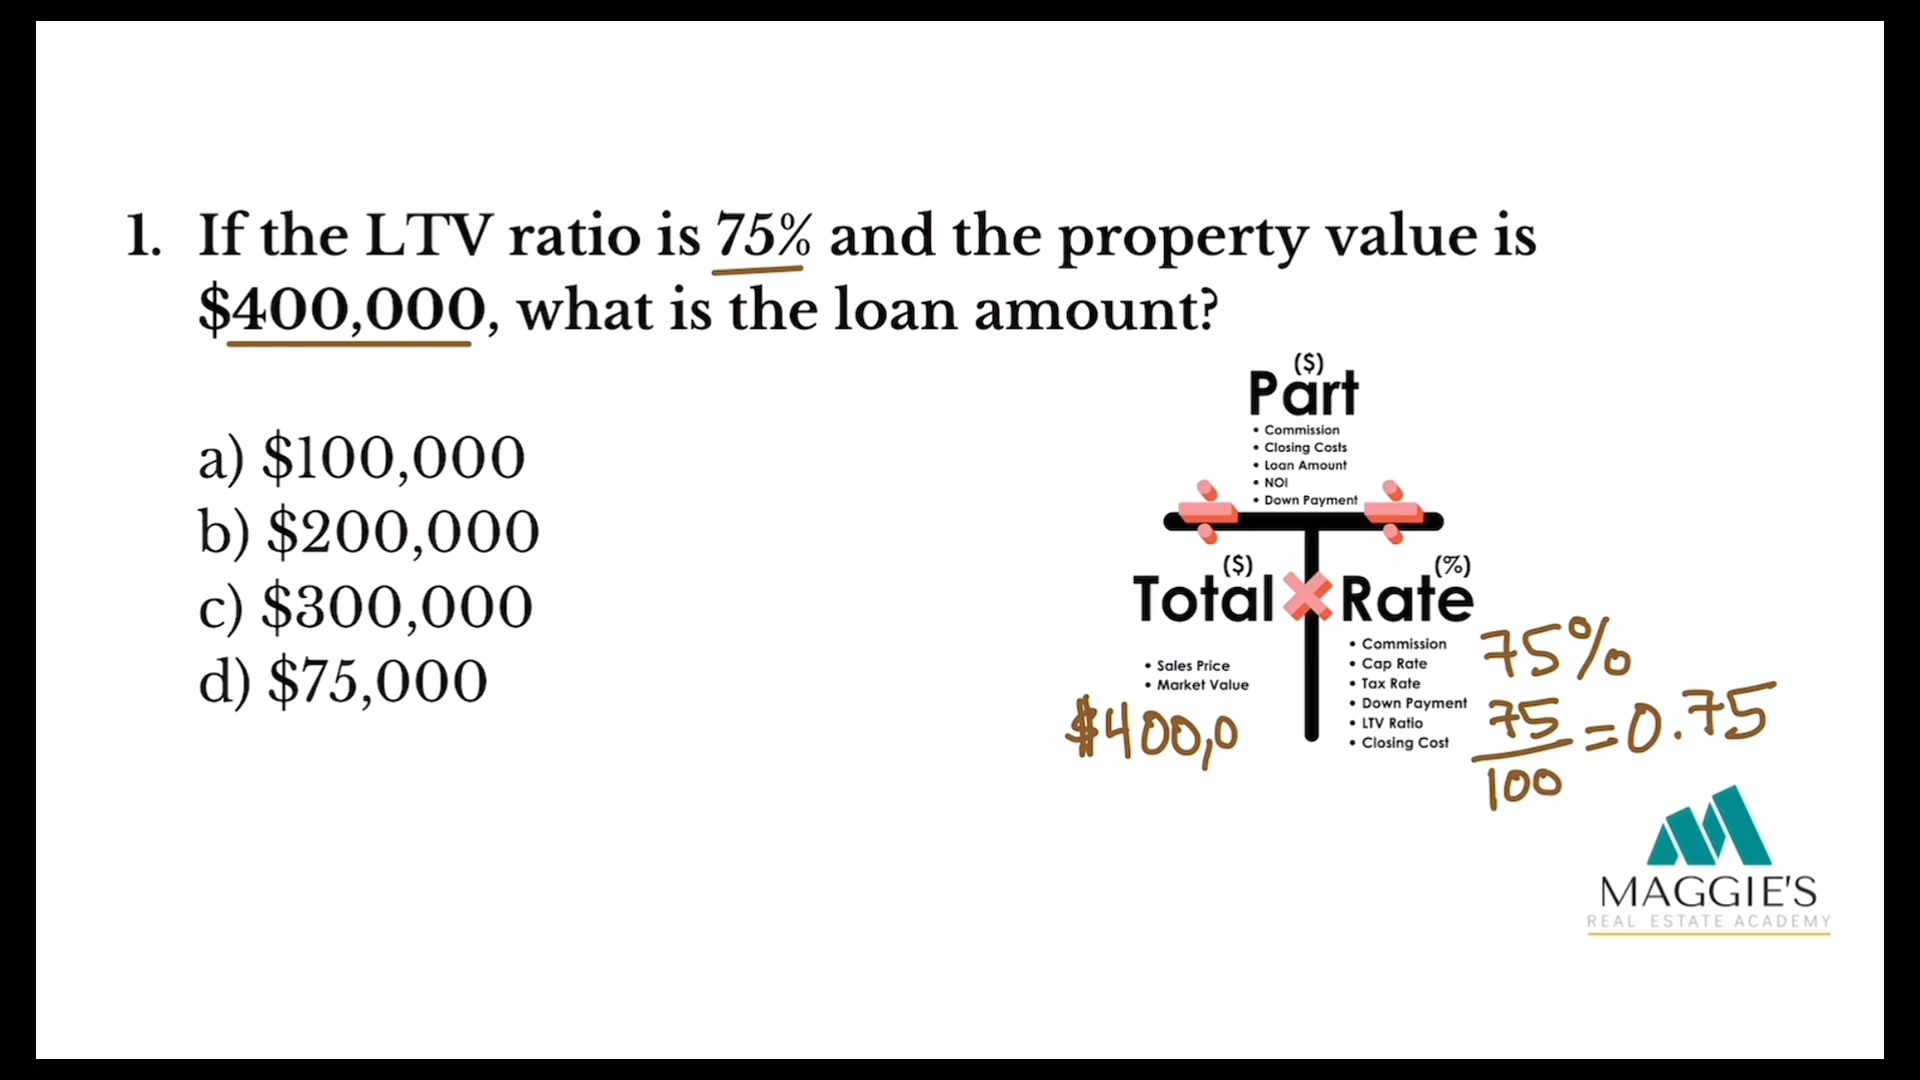 1. If the LTV ratio is 75% and the property value is
$400,000, what is the loan amount?
a) $100,000
b) $200,000
c) $300,000
d) $75,000
($)
Part
• Commission
• Closing Costs
• Loan Amount
• NOI
• Down Payment
($)
Total
• Sales Price
• Market Value
$400,0
(%)
Rate
• Commission
• Cap Rate
• Tax Rate
• Down Payment
• LTV Ratio
• Closing Cost
75%
75
= 0.75
100
MAGGIE'S
REAL ESTATE ACADEMY